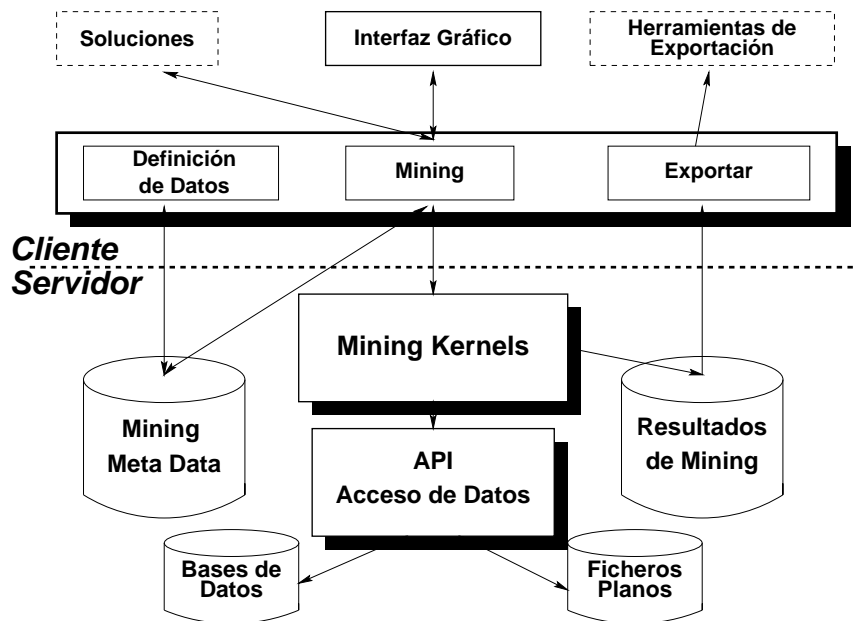 Soluciones
Interfaz Gráfico
Herramientas de
Exportación
Definición
de Datos
Mining
Exportar
Cliente
Servidor
Mining Kernels
Mining
Meta Data
Resultados
de Mining
API
Acceso de Datos
Bases de
Datos
Ficheros
Planos